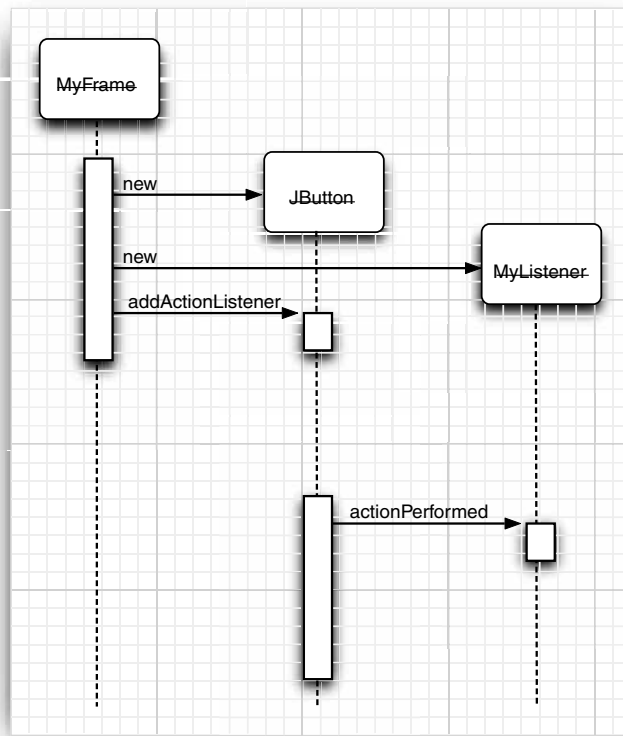 MyFrame
new
JButton
new
MyListener
addActionListener
actionPerformed